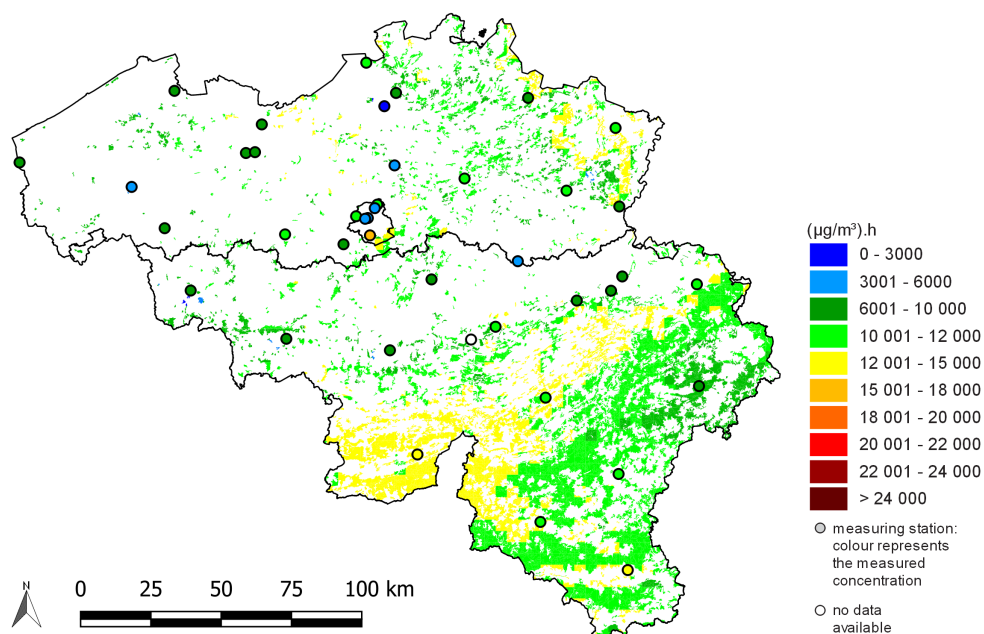 (µg/m³).h
0 - 3000
3001 - 6000
6001 - 10 000
10 001 - 12 000
12 001 - 15 000
15 001 - 18 000
18 001 - 20 000
20 001 - 22 000
22 001 - 24 000
> 24 000
measuring station:
colour represents
the measured
concentration
no data
available
N
0 25 50 75 100 km